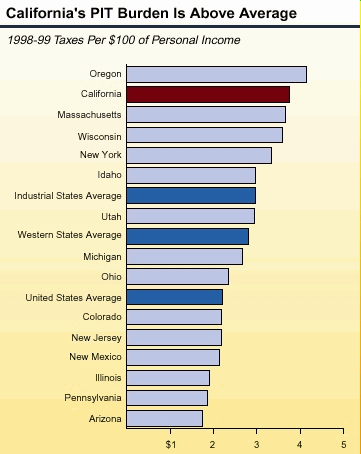 California's PIT Burden Is Above Average
1998-99 Taxes Per $100 of Personal Income
Oregon
California
Massachusetts
Wisconsin
New York
Idaho
Industrial States Average
Utah
Western States Average
Michigan
Ohio
United States Average
Colorado
New Jersey
New Mexico
Illinois
Pennsylvania
Arizona
$1 2 3 4 5